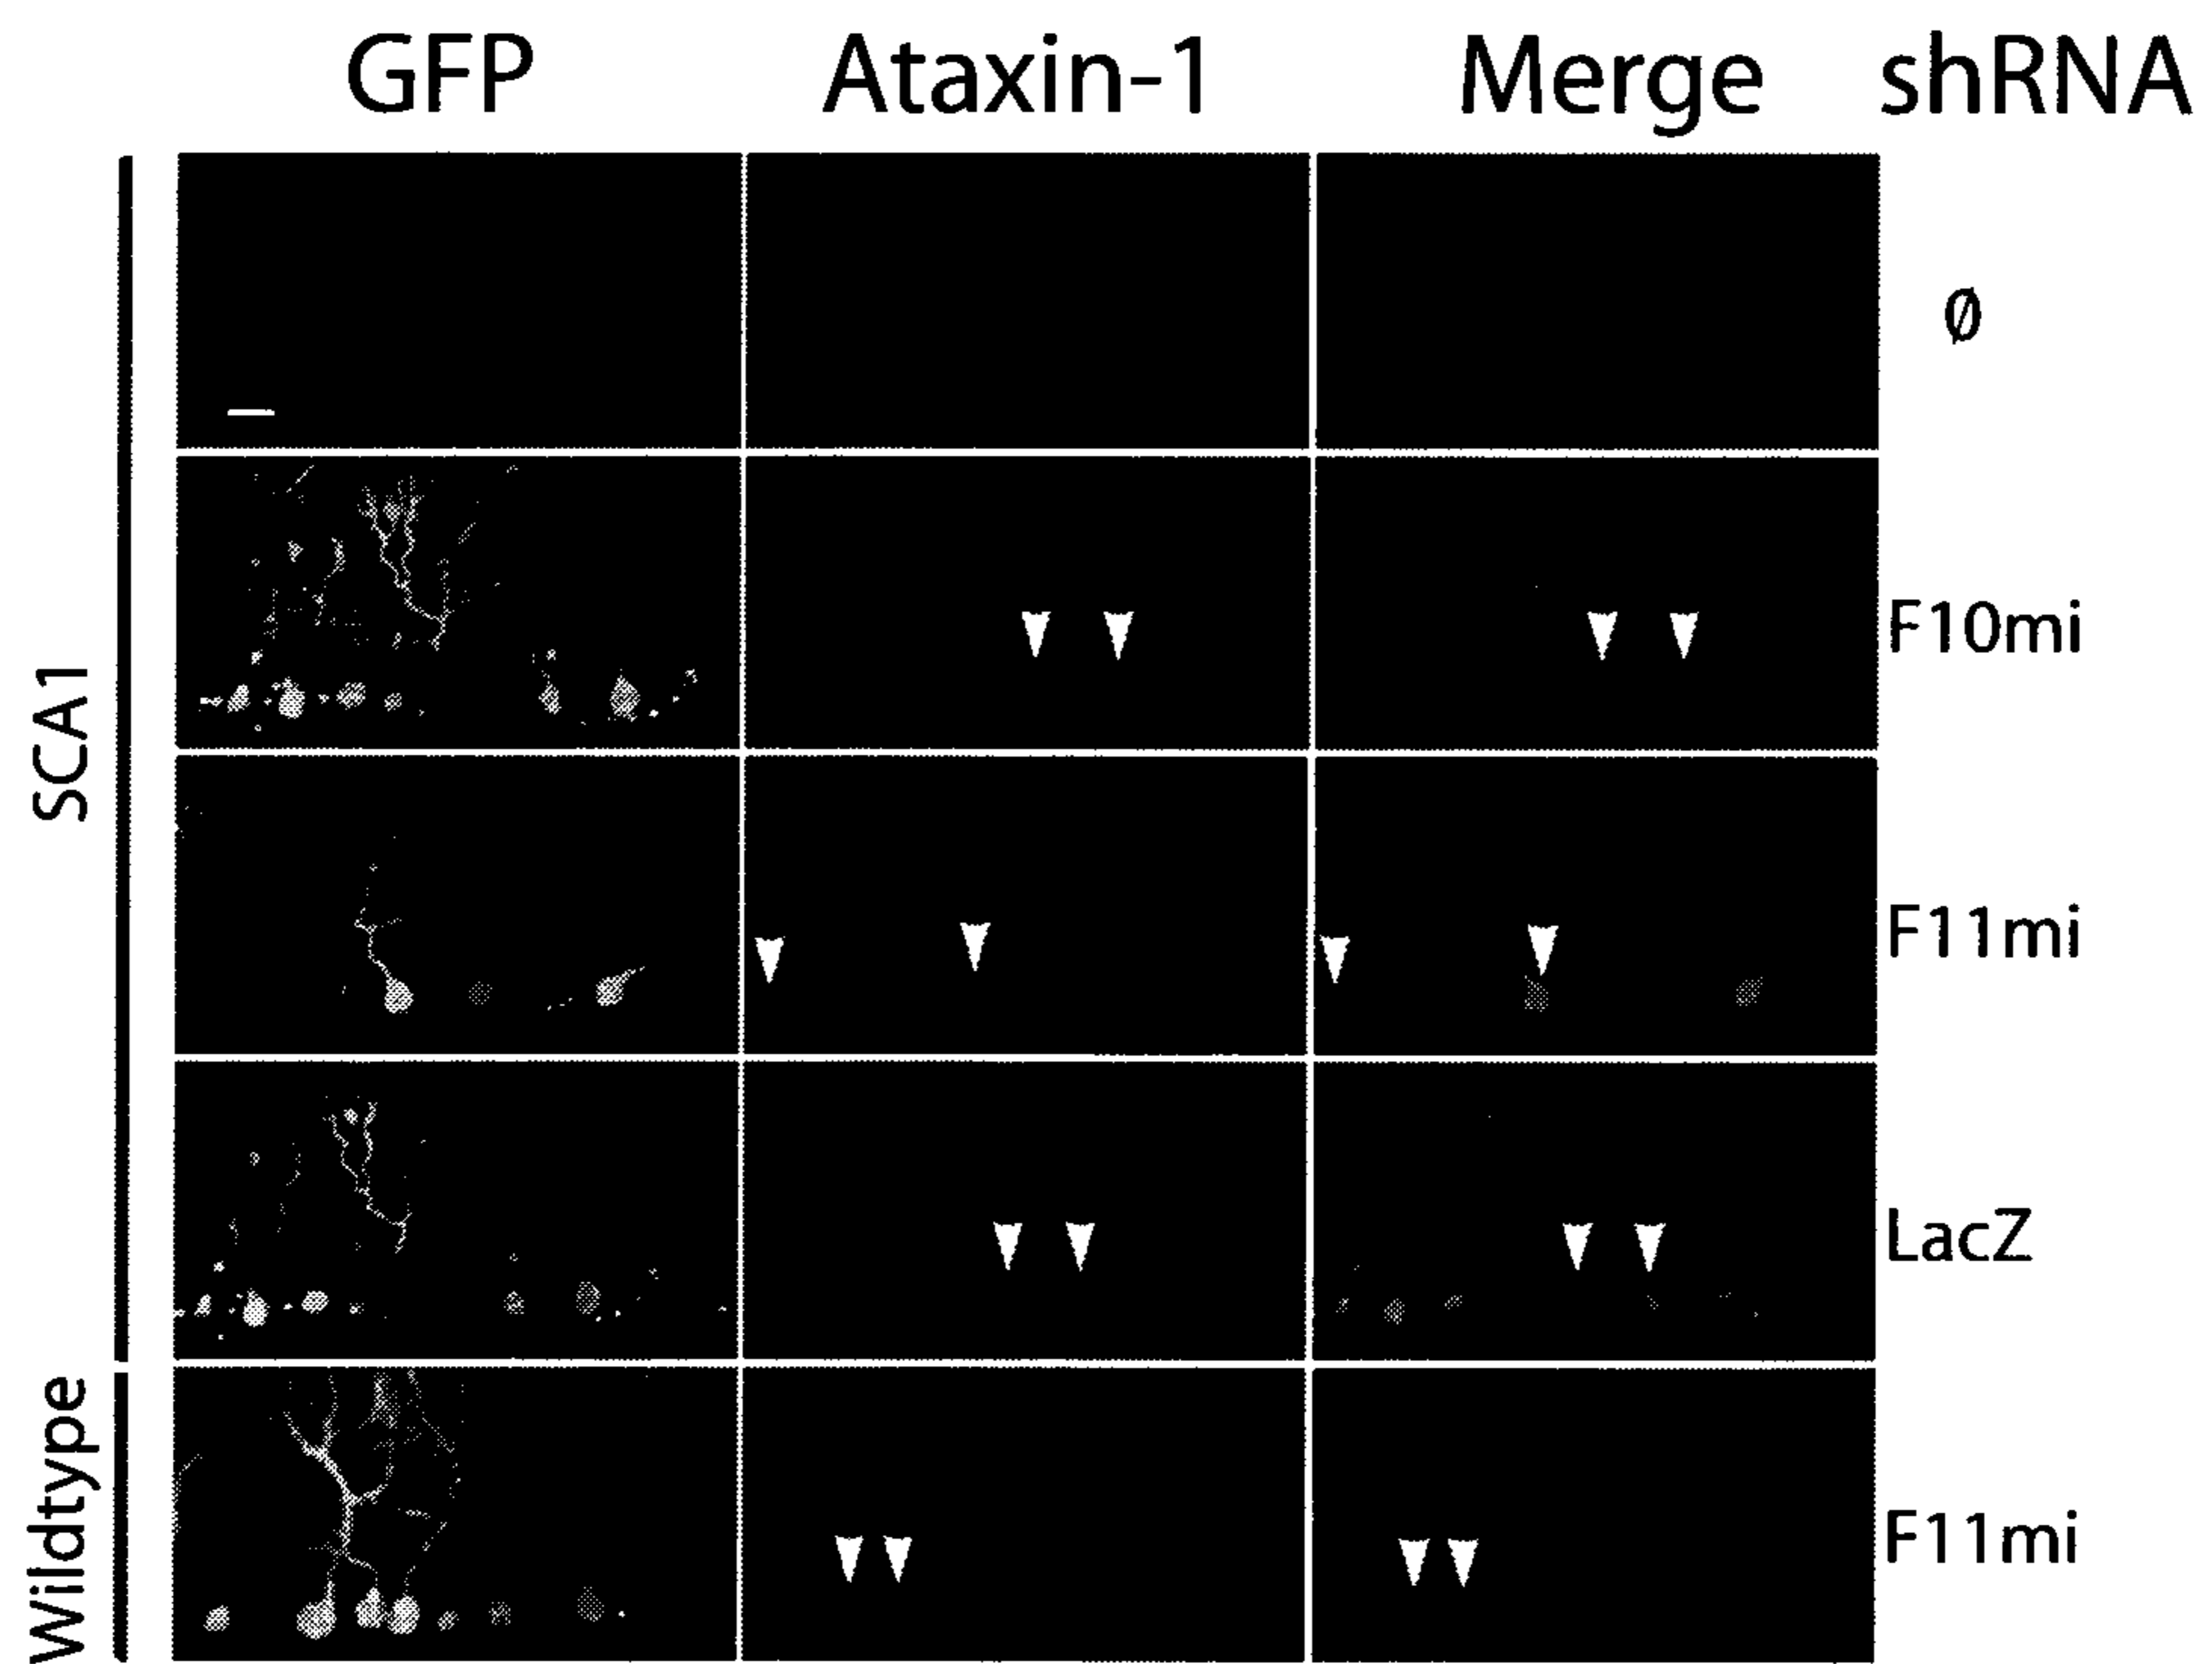 GFP Ataxin-1 Merge shRNA
SCA1
Ø
F10mi
F11mi
LacZ
Wildtype
F11mi